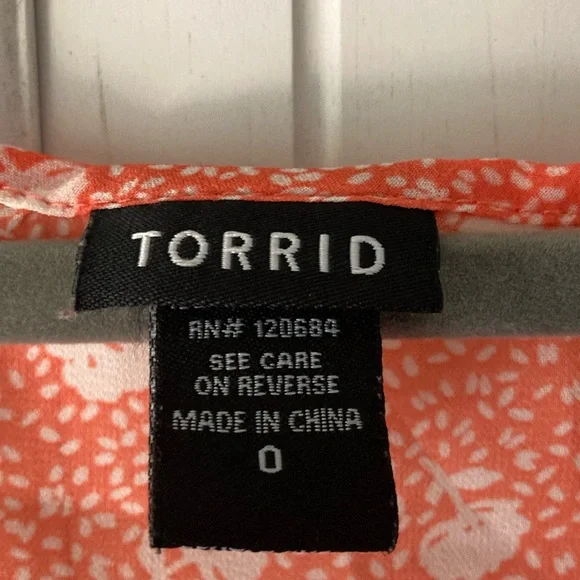 TORRID
RN# 120684
SEE CARE
ON REVERSE
MADE IN CHINA
0